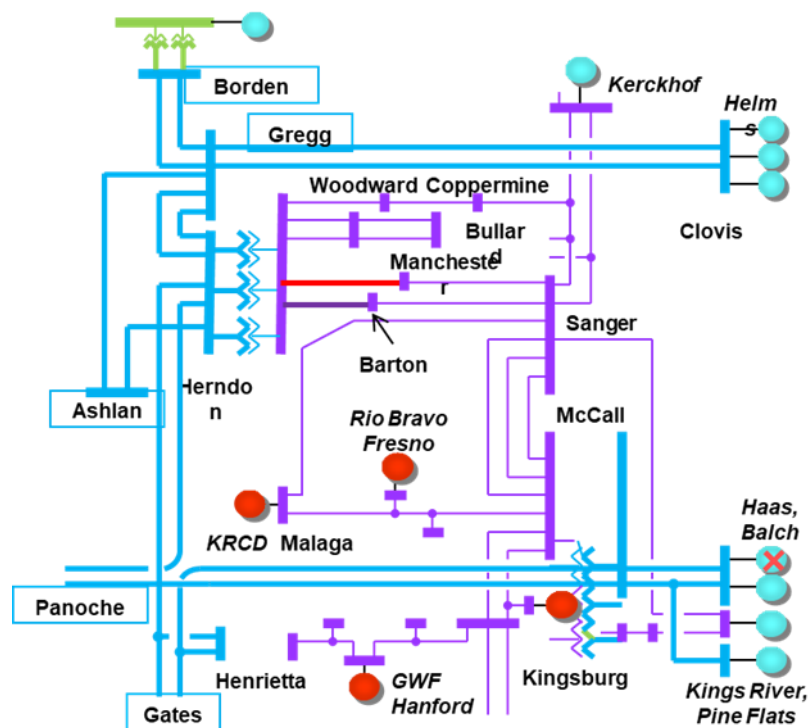 Borden
Kerckhof
Helm
s
Gregg
Woodward Coppermine
Bullar
d
Clovis
Mancheste
r
Sanger
Barton
Herndo
n
Ashlan
McCall
Rio Bravo
Fresno
Haas,
Balch
KRCD
Malaga
Panoche
Henrietta
GWF
Hanford
Kingsburg
Kings River,
Pine Flats
Gates